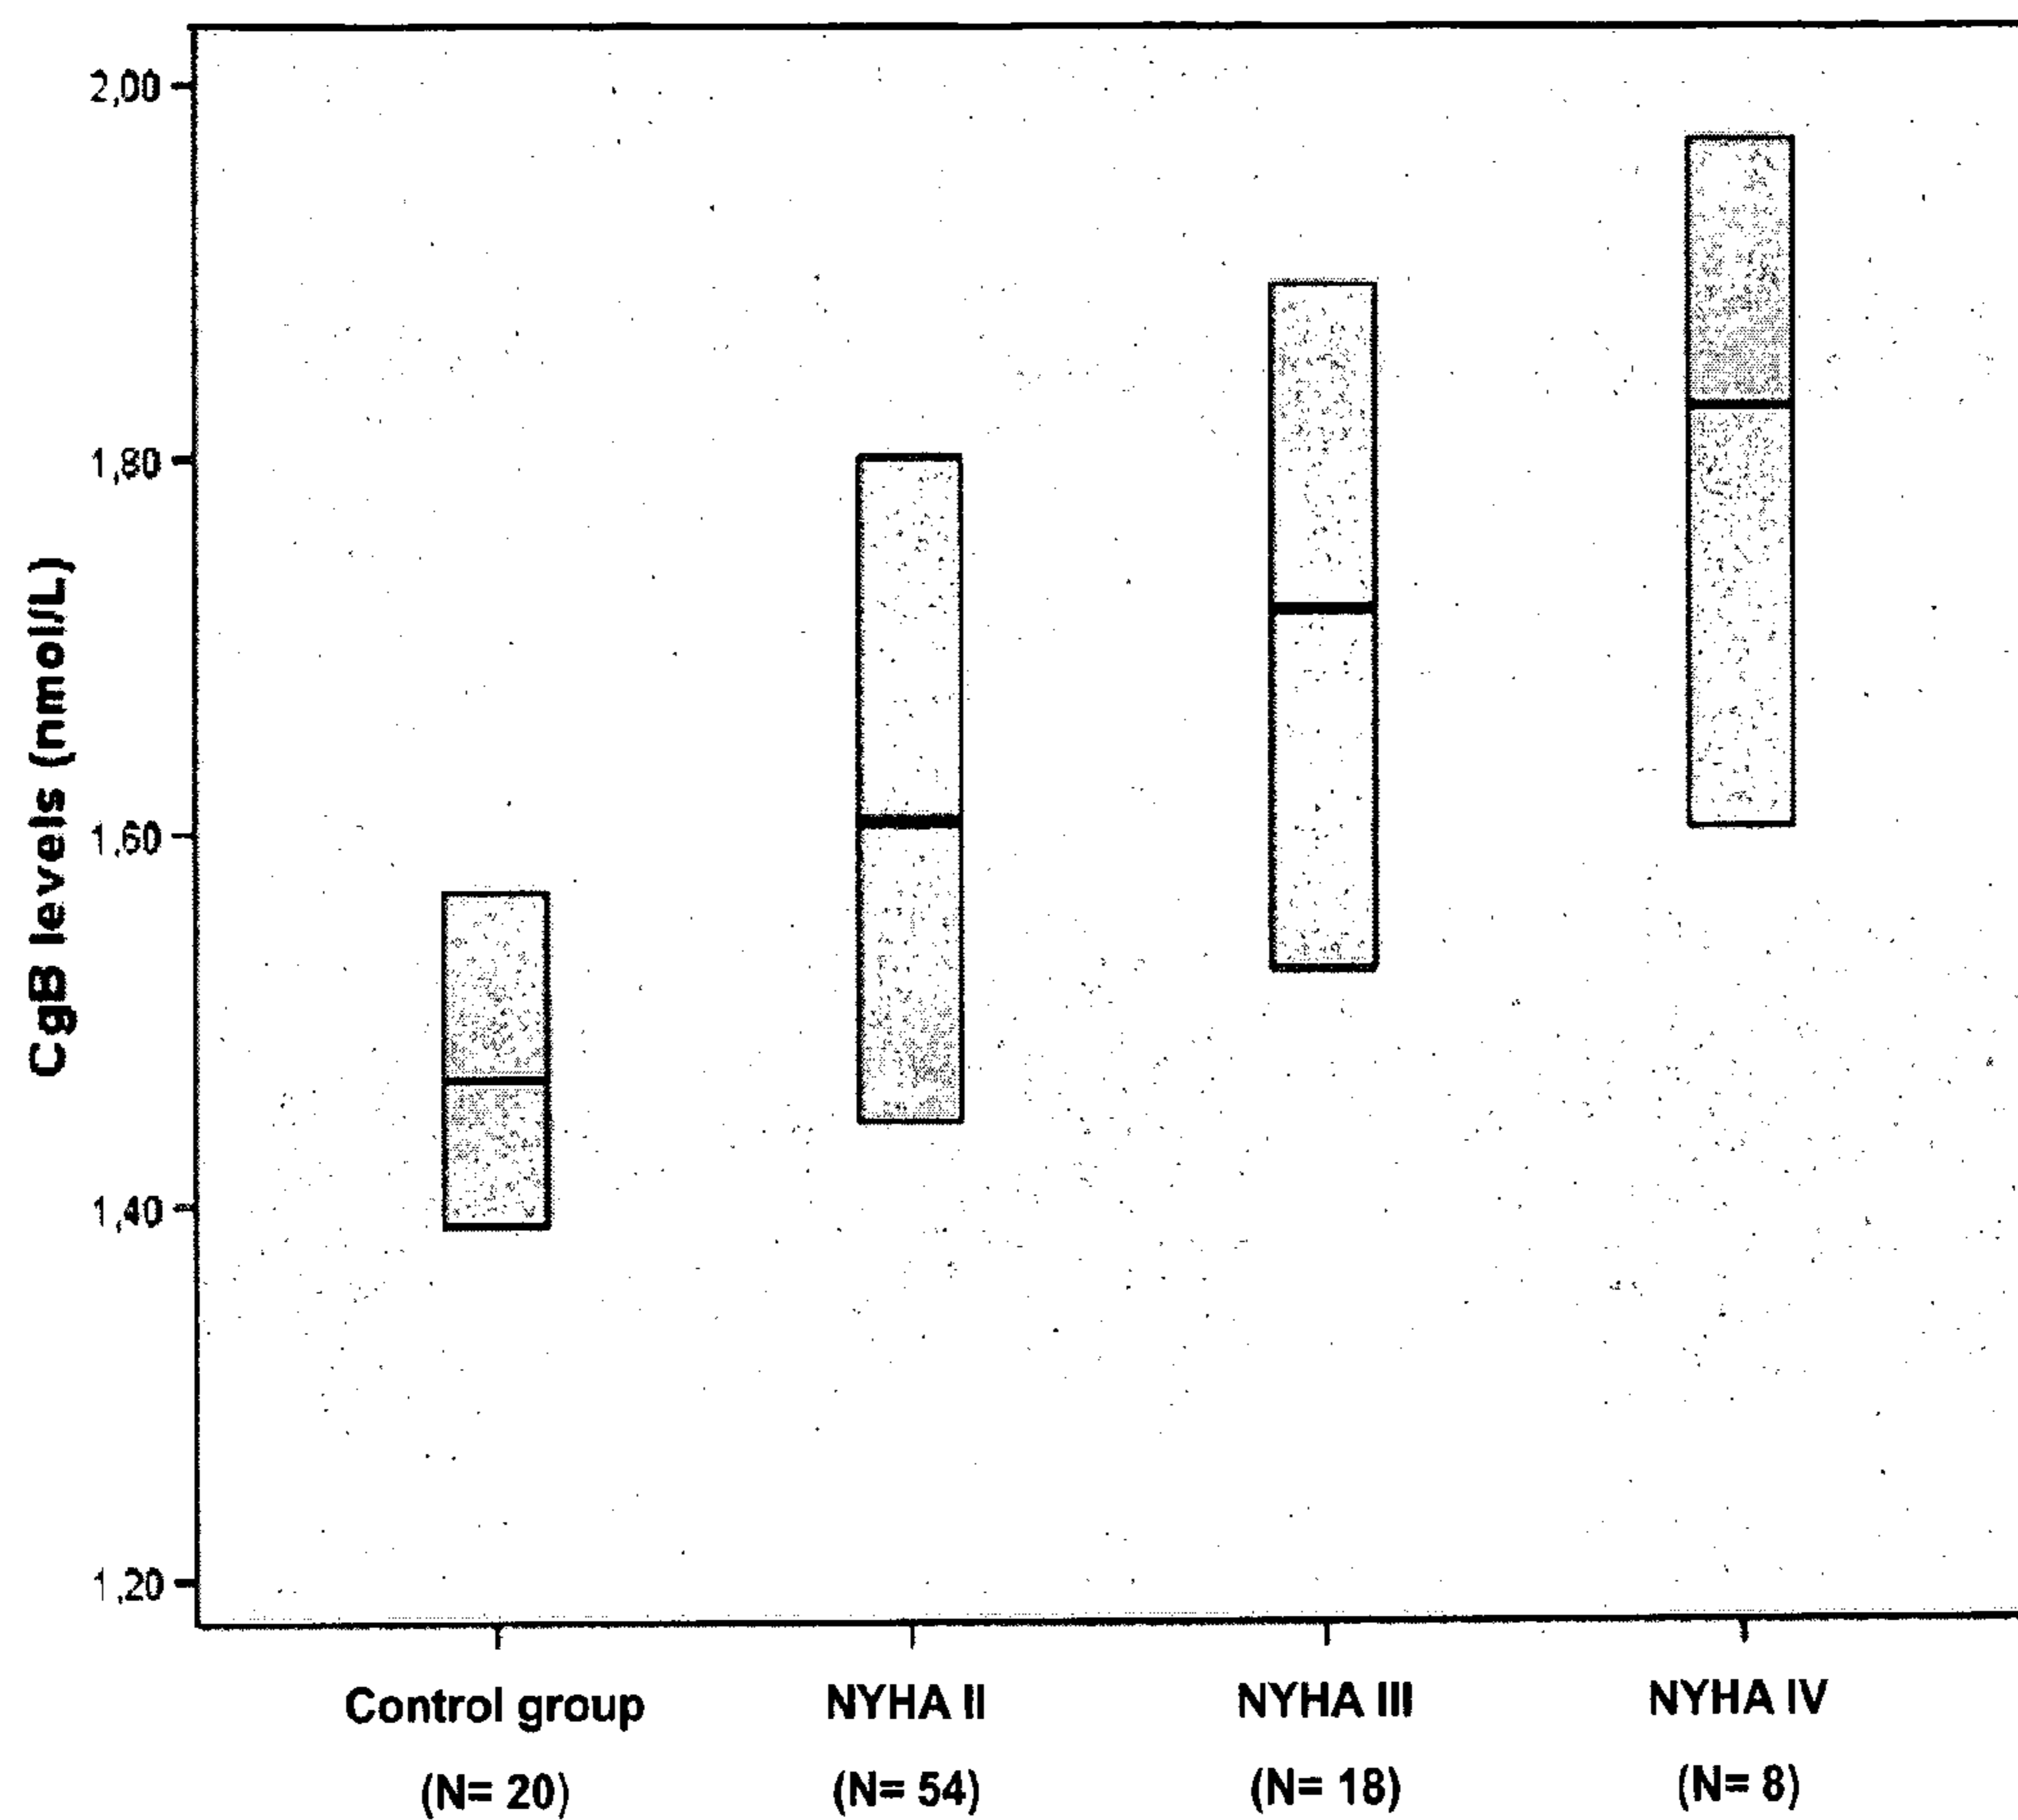 2,00
1,80
1,60
1,40
1,20
CgB levels (nmol/L)
Control group
(N= 20)
NYHA II
(N= 54)
NYHA III
(N= 18)
NYHA IV
(N= 8)